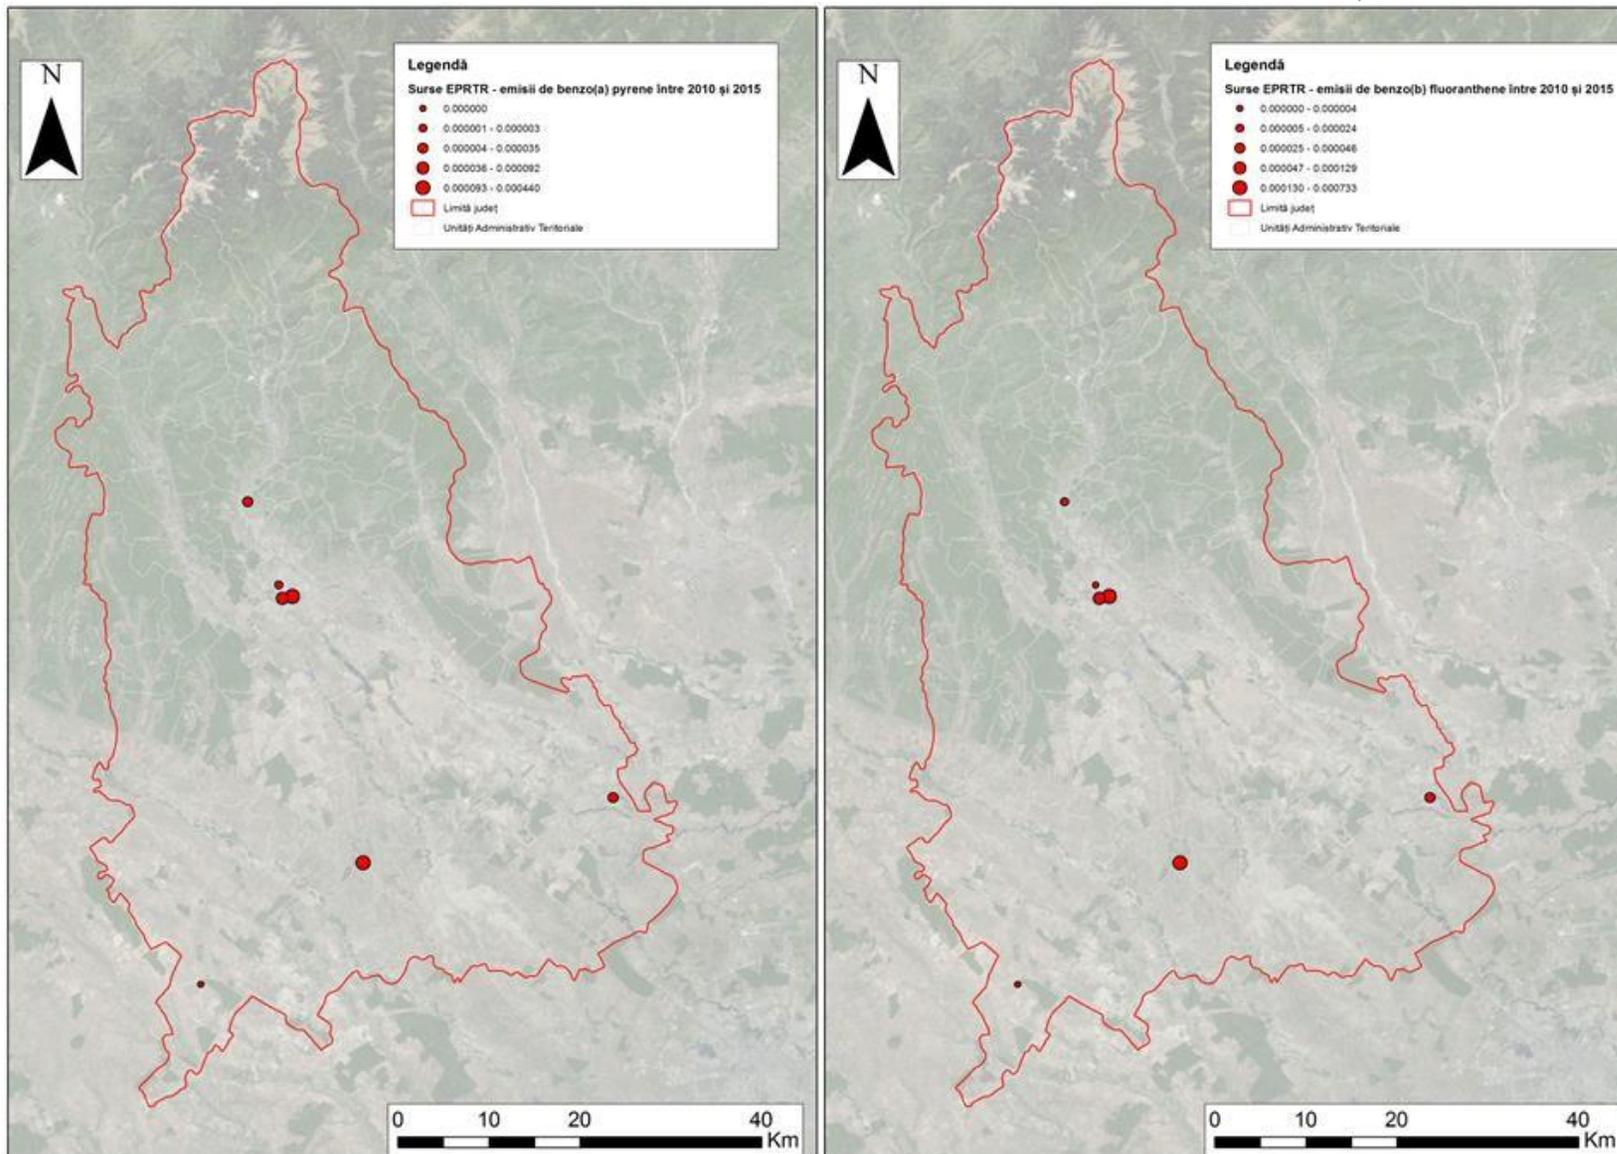 N
Legendă
Surse EPRTR - emisii de benzo(a) pyrene între 2010 și 2015
0.000000
0.000001 - 0.000003
0.000004 - 0.000035
0.000036 - 0.000092
0.000093 - 0.000440
Limită județ
Unități Administrativ Teritoriale
0 10 20 40
Km
N
Legendă
Surse EPRTR - emisii de benzo(b) fluoranthene între 2010 și 2015
0.000000 - 0.000004
0.000005 - 0.000024
0.000025 - 0.000046
0.000047 - 0.000129
0.000130 - 0.000733
Limită județ
Unități Administrativ Teritoriale
0 10 20 40
Km